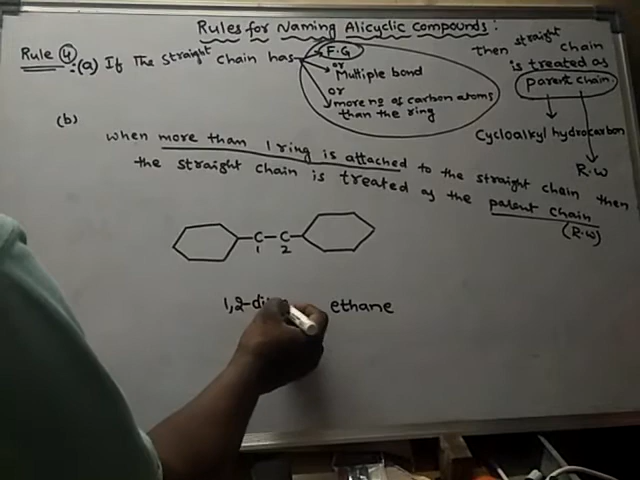 Rules for Naming Alicyclic Compounds:
Rule 4:(a) If The straight chain has F.G
or
Multiple bond
or
more no of carbon atoms
than the ring
then straight chain
is treated as
parent chain
Cycloalkyl hydrocarbon
R.W
(b)
when more than 1 ring is attached to the straight chain then
the straight chain is treated as the parent chain
(R.W)
C-C
1 2
1,2-di ethane